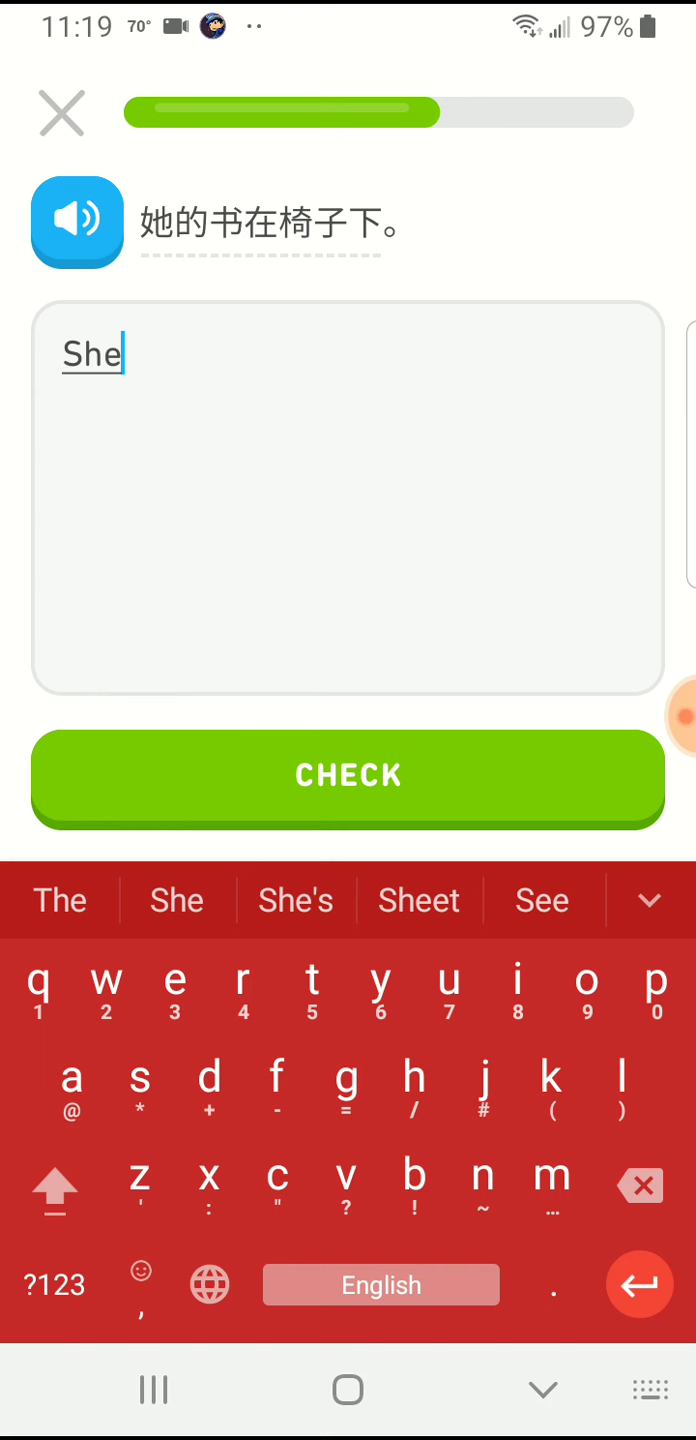 11:19 70° 97%
她的书在椅子下。
She
CHECK
The She She's Sheet See
q w e r t y u i o p
1 2 3 4 5 6 7 8 9 0
a s d f g h j k l
@ * + - = / # ( )
z x c v b n m
' : " ? ! ~ …
?123 , English .